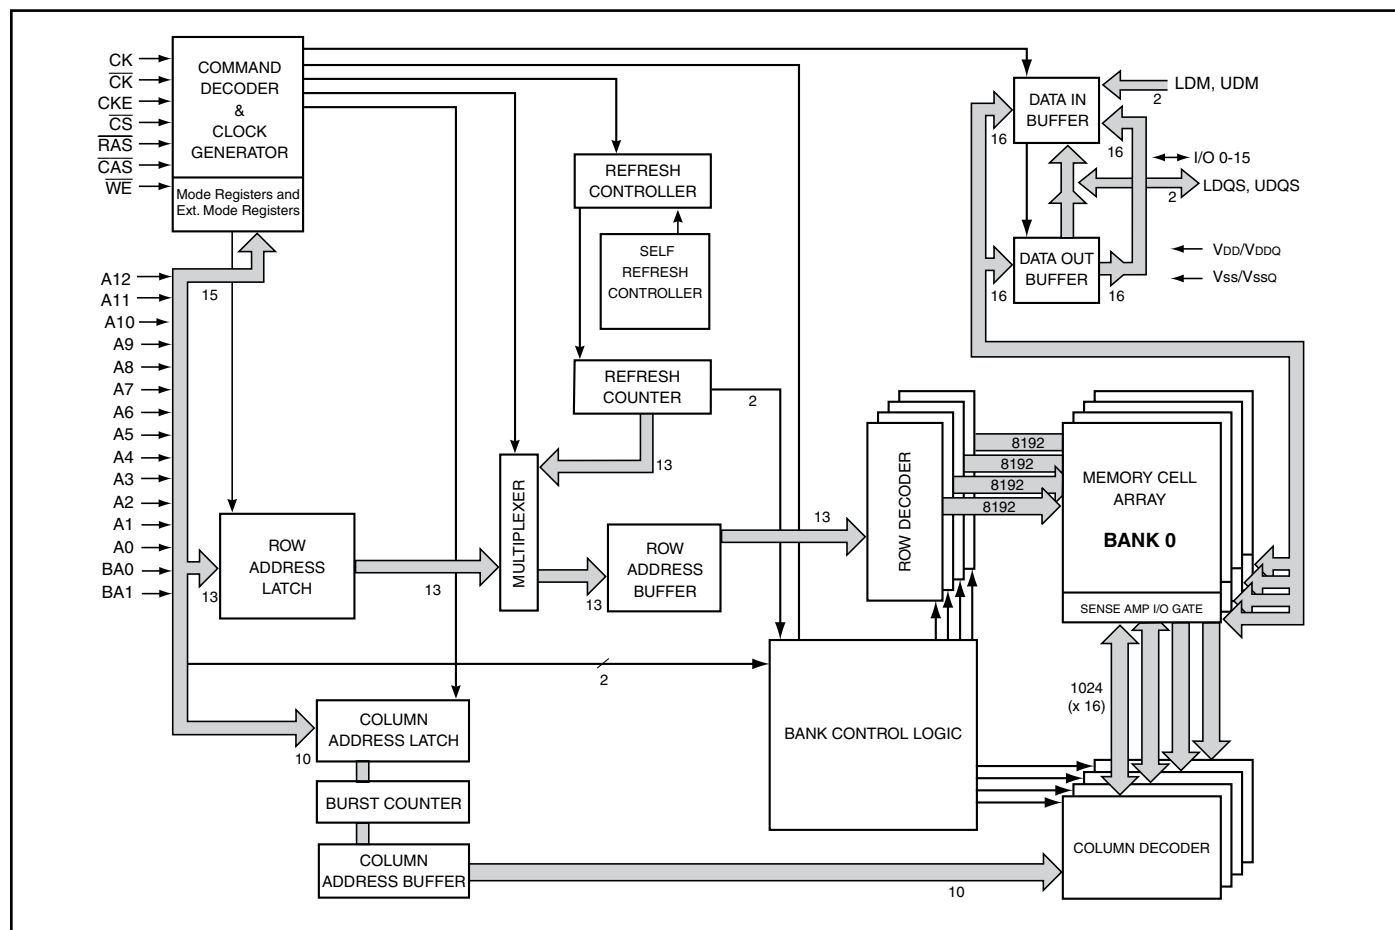 CK
C̅K̅
CKE
C̅S̅
R̅A̅S̅
C̅A̅S̅
W̅E̅
COMMAND
DECODER
&
CLOCK
GENERATOR
Mode Registers and
Ext. Mode Registers
A12
A11
A10
A9
A8
A7
A6
A5
A4
A3
A2
A1
A0
BA0
BA1
15
13
ROW
ADDRESS
LATCH
13
MULTIPLEXER
13
REFRESH
CONTROLLER
SELF
REFRESH
CONTROLLER
REFRESH
COUNTER
2
13
ROW
ADDRESS
BUFFER
13
ROW DECODER
8192
8192
8192
8192
MEMORY CELL
ARRAY
BANK 0
SENSE AMP I/O GATE
DATA IN
BUFFER
LDM, UDM
2
16
16
I/O 0-15
LDQS, UDQS
2
DATA OUT
BUFFER
16
16
VDD/VDDQ
VSS/VSSQ
2
BANK CONTROL LOGIC
1024
(x 16)
COLUMN
ADDRESS LATCH
10
BURST COUNTER
COLUMN
ADDRESS BUFFER
10
COLUMN DECODER